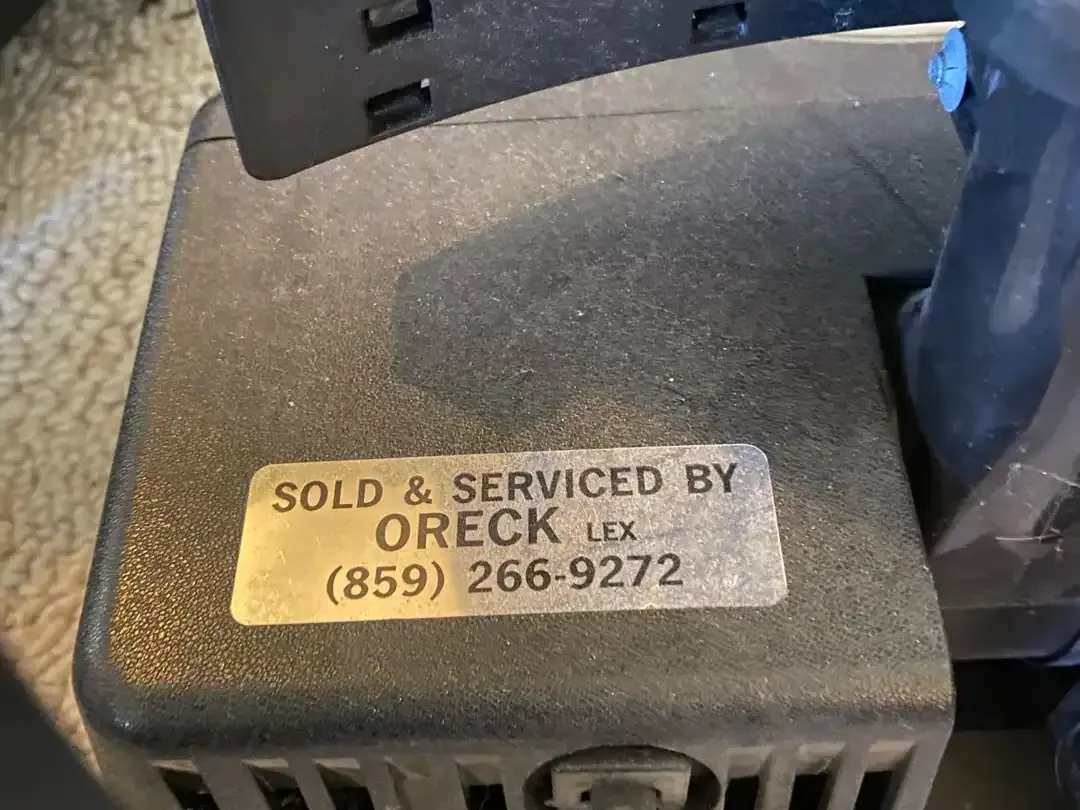 SOLD & SERVICED BY
ORECK LEX
(859) 266-9272